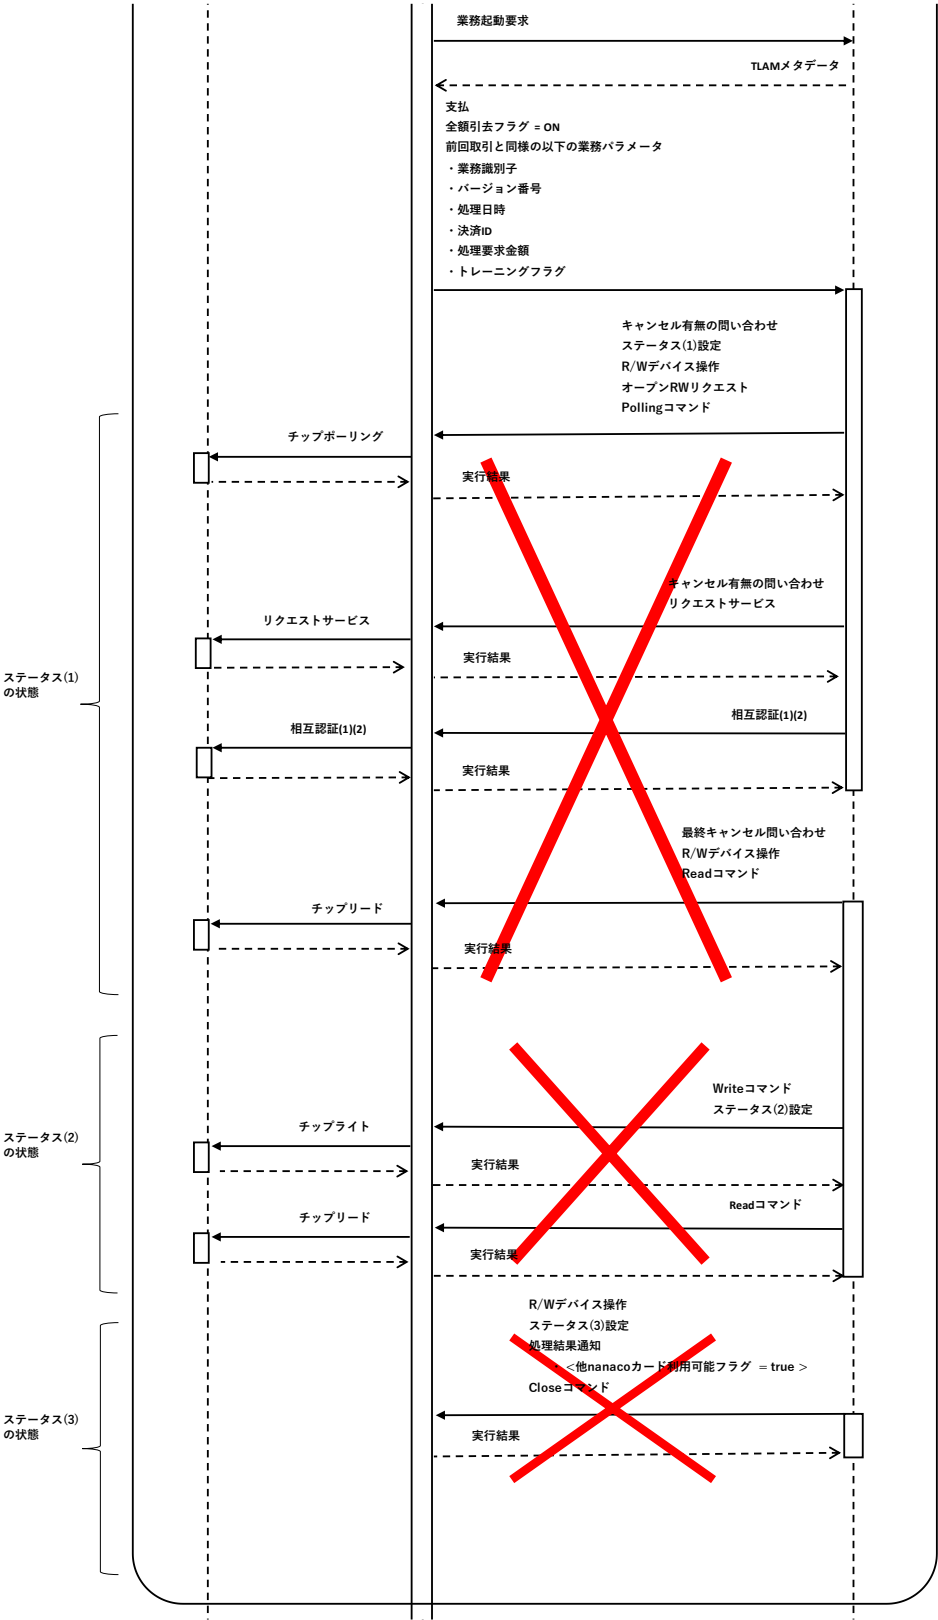 業務起動要求
TLAMメタデータ
支払
全額引去フラグ = ON
前回取引と同様の以下の業務パラメータ
・業務識別子
・バージョン番号
・処理日時
・決済ID
・処理要求金額
・トレーニングフラグ
キャンセル有無の問い合わせ
ステータス(1)設定
R/Wデバイス操作
オープンRWリクエスト
Pollingコマンド
チップポーリング
実行結果
キャンセル有無の問い合わせ
リクエストサービス
リクエストサービス
実行結果
ステータス(1)
の状態
相互認証(1)(2)
相互認証(1)(2)
実行結果
最終キャンセル問い合わせ
R/Wデバイス操作
Readコマンド
チップリード
実行結果
Writeコマンド
ステータス(2)設定
チップライト
ステータス(2)
の状態
実行結果
Readコマンド
チップリード
実行結果
R/Wデバイス操作
ステータス(3)設定
処理結果通知
・<他nanacoカード利用可能フラグ = true >
Closeコマンド
ステータス(3)
の状態
実行結果